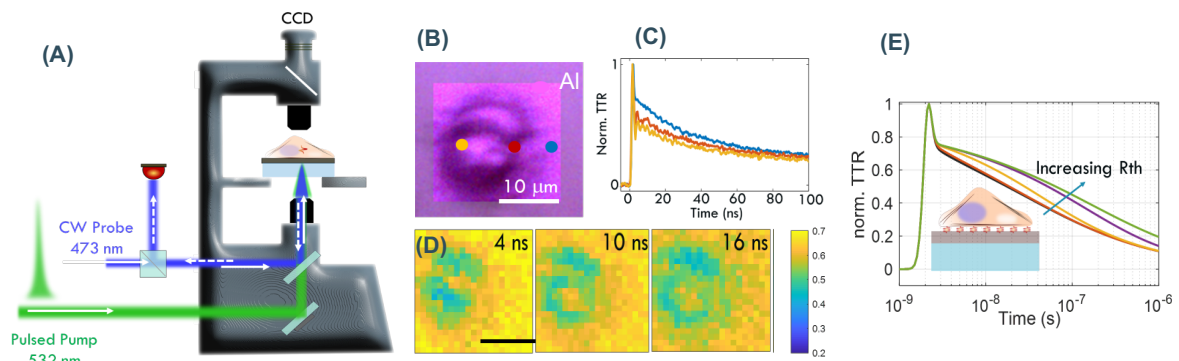 (A)
CCD
CW Probe
473 nm
Pulsed Pump
532 nm
(B)
Al
10 μm
(C)
Norm. TTR
1
0
0
20
40
60
80
100
Time (ns)
(D)
4 ns
10 ns
16 ns
0.7
0.6
0.5
0.4
0.3
0.2
(E)
norm. TTR
1
0.8
0.6
0.4
0.2
0
Increasing Rth
10⁻⁹
10⁻⁸
10⁻⁷
10⁻⁶
Time (s)